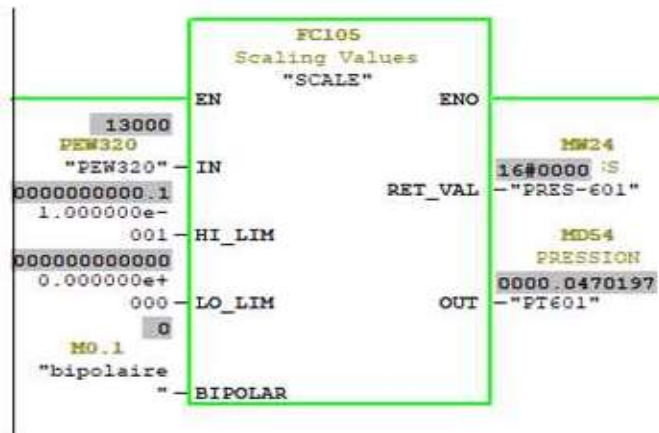 FC105
Scaling Values
"SCALE"
EN ENO
13000
PEW320 MW24
"PEW320" IN 16#0000 :S
RET_VAL "PRES-601"
0000000000.1
1.000000e-
001 HI_LIM MD54
000000000000 PRESSION
0.000000e+ 0000.0470197
000 LO_LIM OUT "PT601"
0
M0.1
"bipolaire
" BIPOLAR